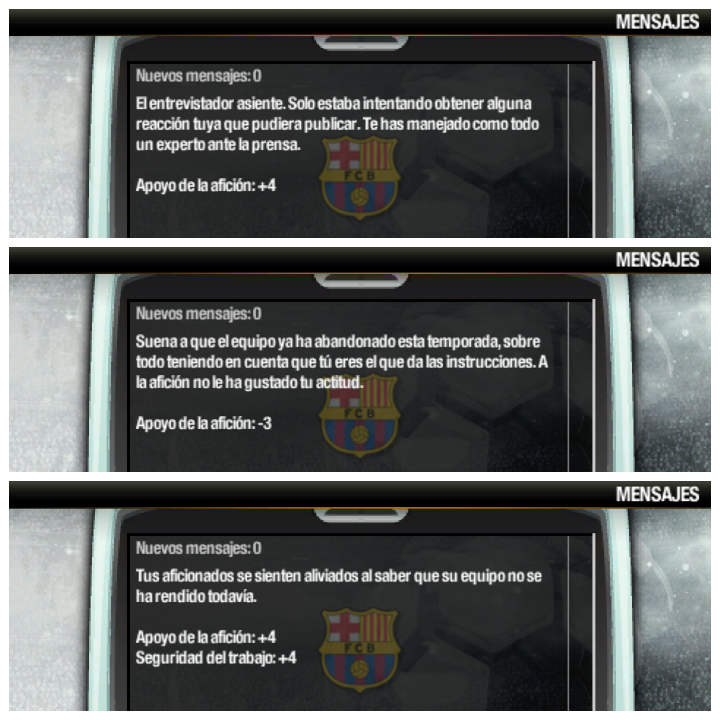 MENSAJES
Nuevos mensajes: 0
El entrevistador asiente. Solo estaba intentando obtener alguna
reacción tuya que pudiera publicar. Te has manejado como todo
un experto ante la prensa.
Apoyo de la afición: +4
FCB
MENSAJES
Nuevos mensajes: 0
Suena a que el equipo ya ha abandonado esta temporada, sobre
todo teniendo en cuenta que tú eres el que da las instrucciones. A
la afición no le ha gustado tu actitud.
Apoyo de la afición: -3
FCB
MENSAJES
Nuevos mensajes: 0
Tus aficionados se sienten aliviados al saber que su equipo no se
ha rendido todavía.
Apoyo de la afición: +4
Seguridad del trabajo: +4
FCB